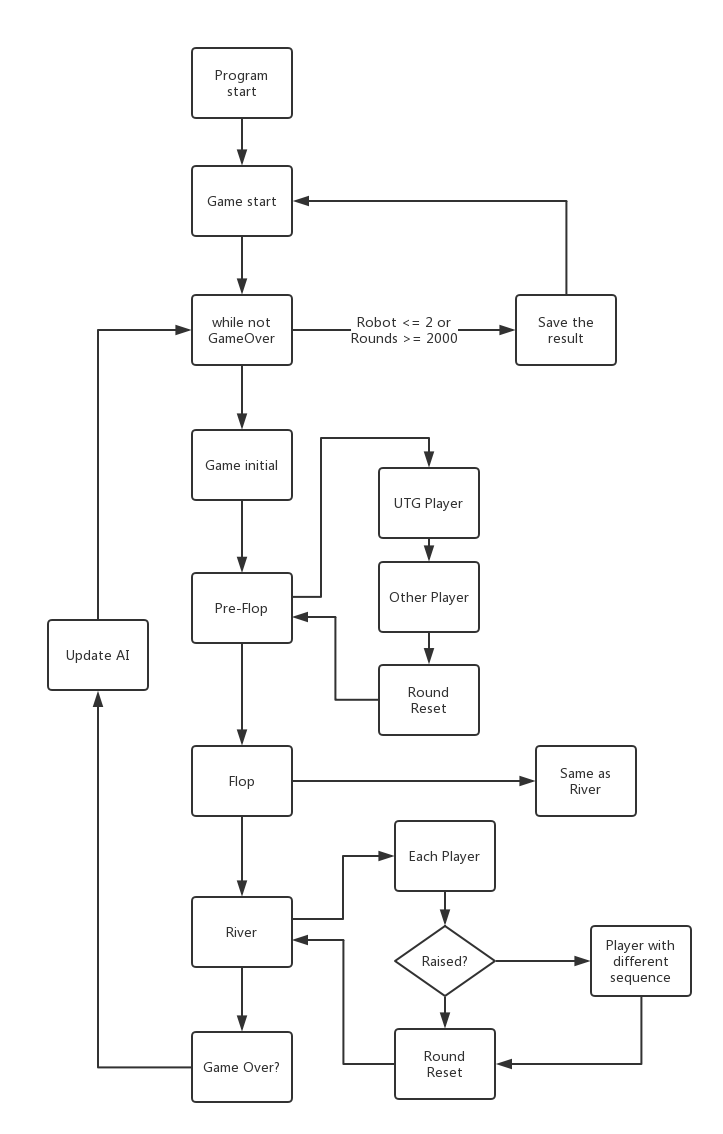 Program
start
Game start
while not
GameOver
Robot <= 2 or
Rounds >= 2000
Save the
result
Game initial
UTG Player
Other Player
Pre-Flop
Round
Reset
Update AI
Flop
Same as
River
Each Player
River
Raised?
Player with
different
sequence
Round
Reset
Game Over?